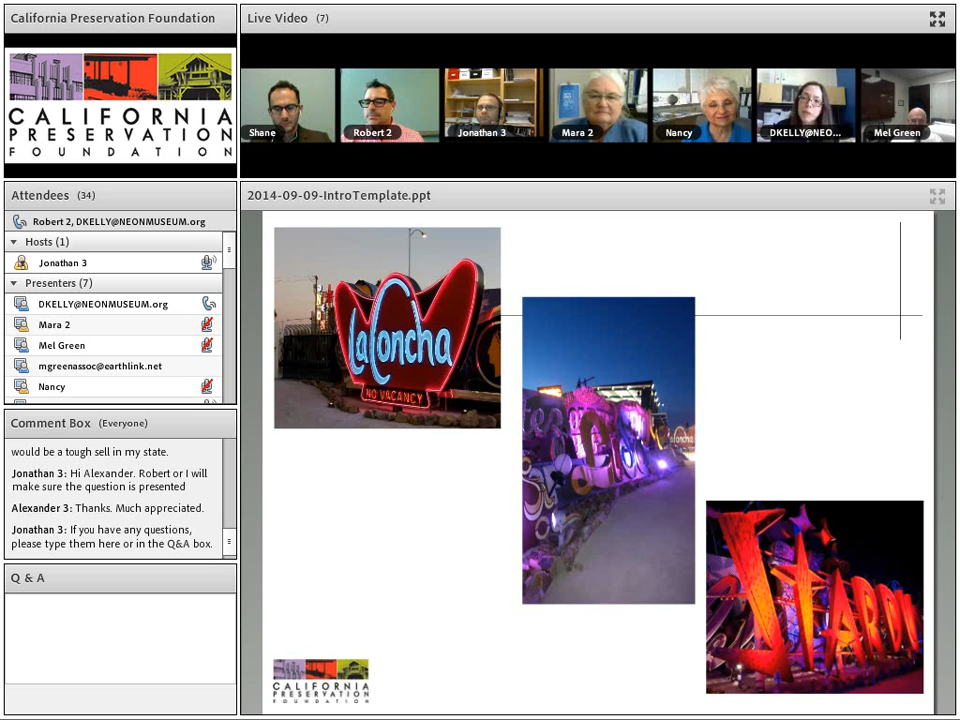 California Preservation Foundation
CALIFORNIA
PRESERVATION
FOUNDATION
Live Video (7)
Shane
Robert 2
Jonathan 3
Mara 2
Nancy
DKELLY@NEO...
Mel Green
Attendees (34)
Robert 2, DKELLY@NEONMUSEUM.org
Hosts (1)
Jonathan 3
Presenters (7)
DKELLY@NEONMUSEUM.org
Mara 2
Mel Green
mgreenassoc@earthlink.net
Nancy
Comment Box (Everyone)
would be a tough sell in my state.
Jonathan 3: Hi Alexander. Robert or I will
make sure the question is presented
Alexander 3: Thanks. Much appreciated.
Jonathan 3: If you have any questions,
please type them here or in the Q&A box.
Q & A
2014-09-09-IntroTemplate.ppt
La Concha
NO VACANCY
STARDU
CALIFORNIA
PRESERVATION
FOUNDATION